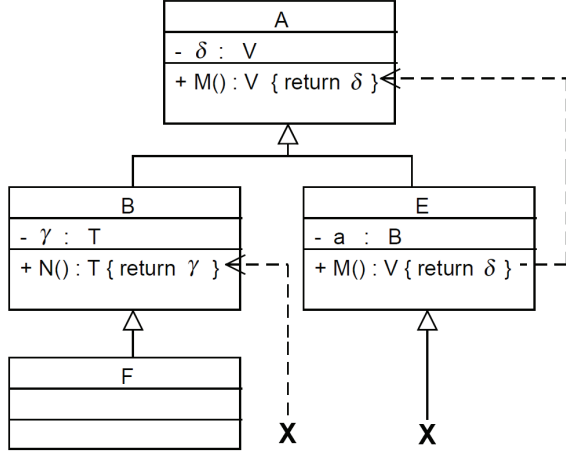 A
- δ : V
+ M() : V { return δ }
B
- γ : T
+ N() : T { return γ }
E
- a : B
+ M() : V { return δ }
F
X
X